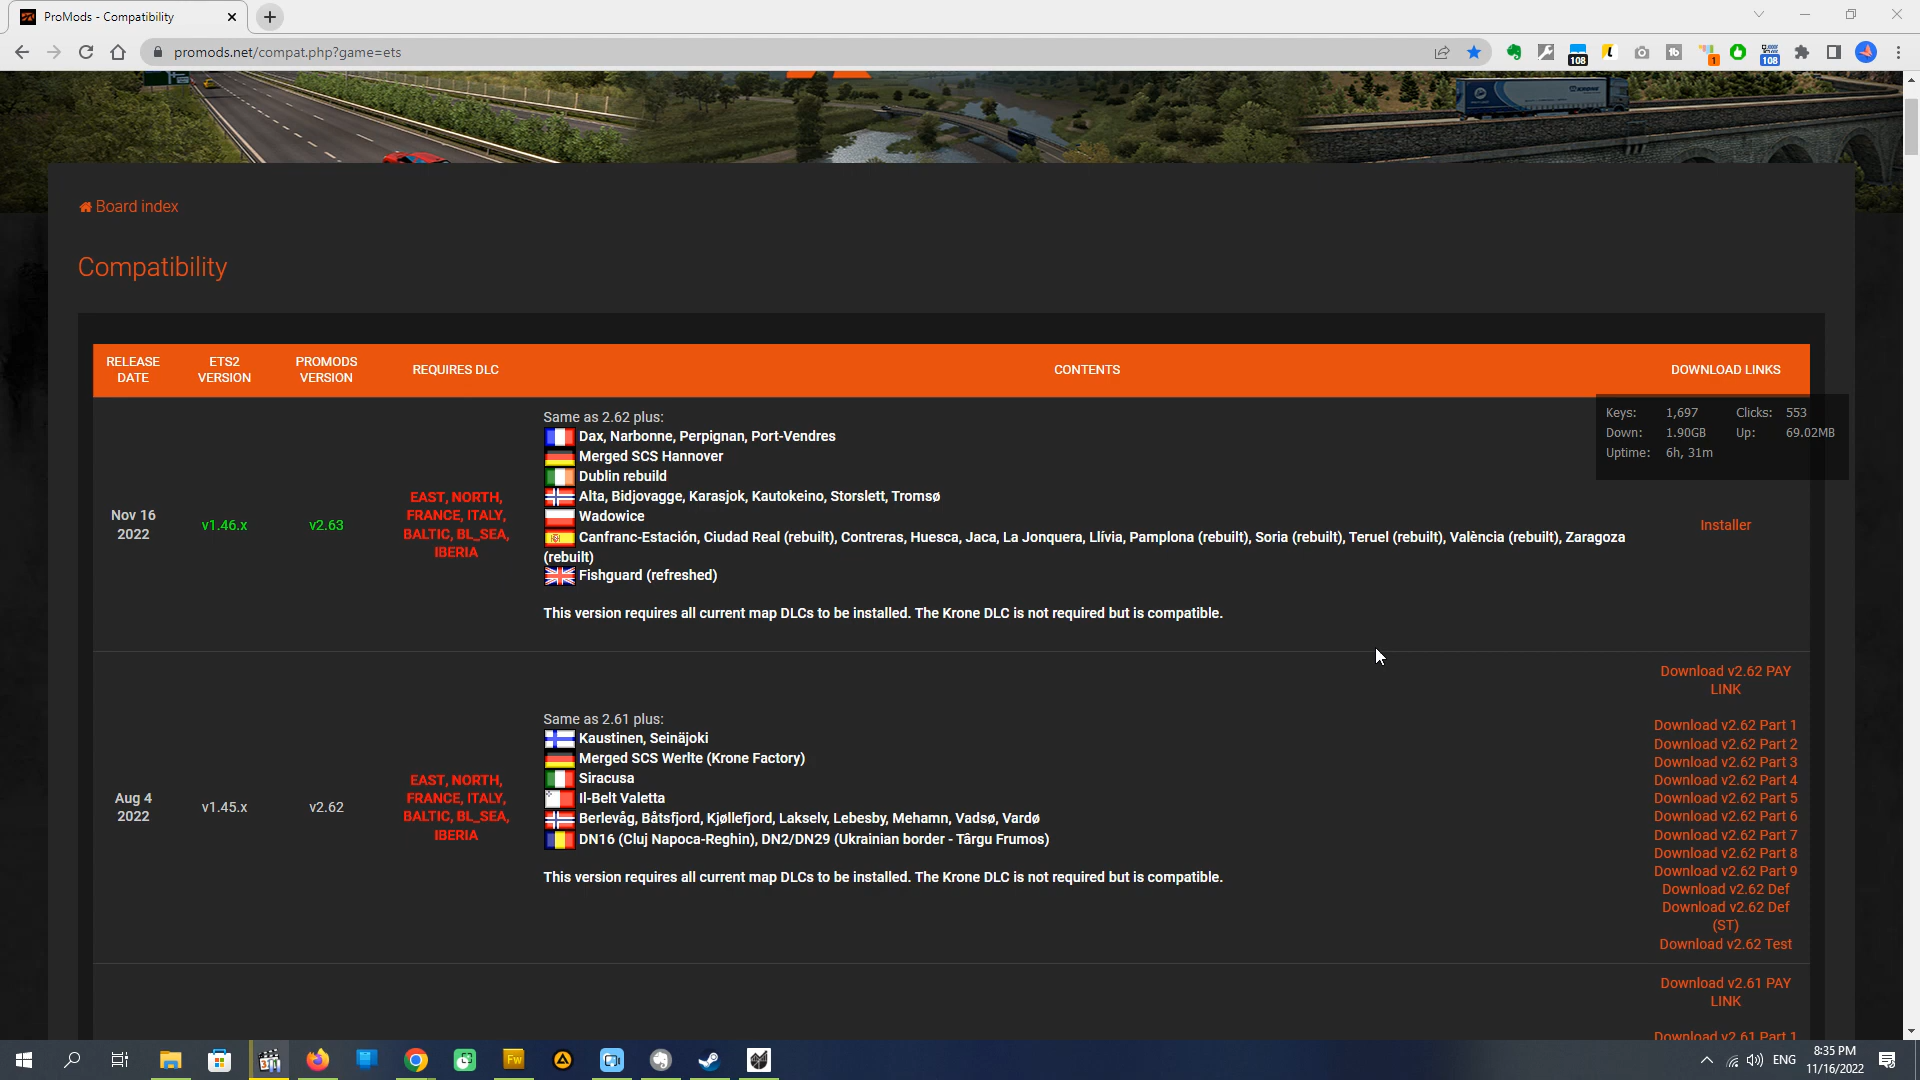 ProMods - Compatibility
promods.net/compat.php?game=ets
108
L
tb
1
108
Board index
Compatibility
RELEASE DATE
ETS2 VERSION
PROMODS VERSION
REQUIRES DLC
CONTENTS
DOWNLOAD LINKS
Keys: 1,697 Clicks: 553
Down: 1.90GB Up: 69.02MB
Uptime: 6h, 31m
Nov 16
2022
v1.46.x
v2.63
EAST, NORTH,
FRANCE, ITALY,
BALTIC, BL_SEA,
IBERIA
Same as 2.62 plus:
Dax, Narbonne, Perpignan, Port-Vendres
Merged SCS Hannover
Dublin rebuild
Alta, Bidjovagge, Karasjok, Kautokeino, Storslett, Tromsø
Wadowice
Canfranc-Estación, Ciudad Real (rebuilt), Contreras, Huesca, Jaca, La Jonquera, Llívia, Pamplona (rebuilt), Soria (rebuilt), Teruel (rebuilt), València (rebuilt), Zaragoza
(rebuilt)
Fishguard (refreshed)
This version requires all current map DLCs to be installed. The Krone DLC is not required but is compatible.
Installer
Aug 4
2022
v1.45.x
v2.62
EAST, NORTH,
FRANCE, ITALY,
BALTIC, BL_SEA,
IBERIA
Same as 2.61 plus:
Kaustinen, Seinäjoki
Merged SCS Werlte (Krone Factory)
Siracusa
Il-Belt Valetta
Berlevåg, Båtsfjord, Kjøllefjord, Lakselv, Lebesby, Mehamn, Vadsø, Vardø
DN16 (Cluj Napoca-Reghin), DN2/DN29 (Ukrainian border - Târgu Frumos)
This version requires all current map DLCs to be installed. The Krone DLC is not required but is compatible.
Download v2.62 PAY
LINK
Download v2.62 Part 1
Download v2.62 Part 2
Download v2.62 Part 3
Download v2.62 Part 4
Download v2.62 Part 5
Download v2.62 Part 6
Download v2.62 Part 7
Download v2.62 Part 8
Download v2.62 Part 9
Download v2.62 Def
Download v2.62 Def
(ST)
Download v2.62 Test
Download v2.61 PAY
LINK
Download v2.61 Part 1
Fw
ENG
8:35 PM
11/16/2022